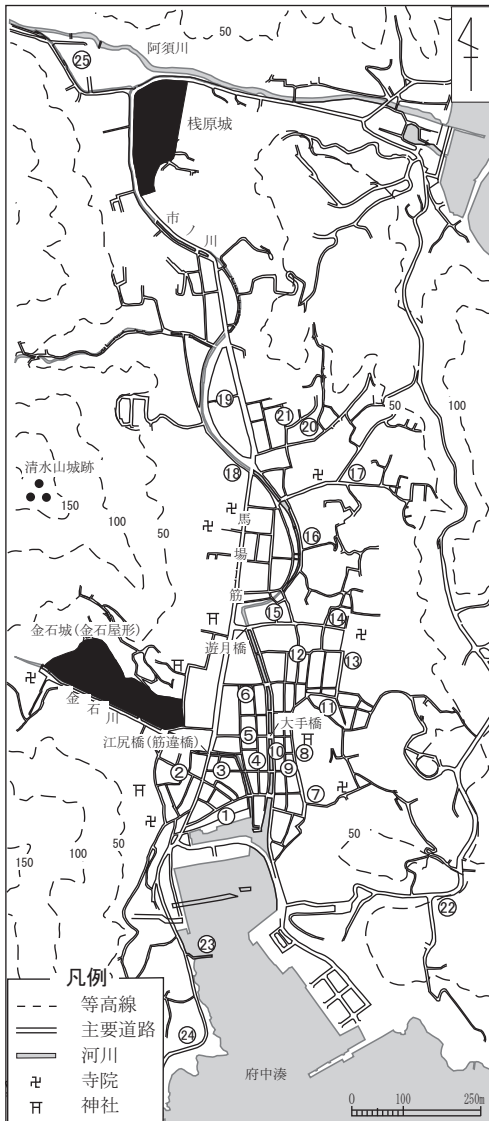 50
阿須川
㉕
桟原城
市ノ川
⑲
㉑
⑳
50
100
清水山城跡
150
100
50
⑱
⑰
馬場筋
⑯
金石城(金石屋形)
⑮
⑭
遊月橋
⑫
⑬
金石川
⑥
⑪
大手橋
江尻橋(筋違橋)
⑤
⑩
⑧
②
③
④
⑨
①
⑦
150
100
50
50
㉒
㉓
㉔
府中湊
凡例
等高線
主要道路
河川
卍 寺院
神社
0 100 250m